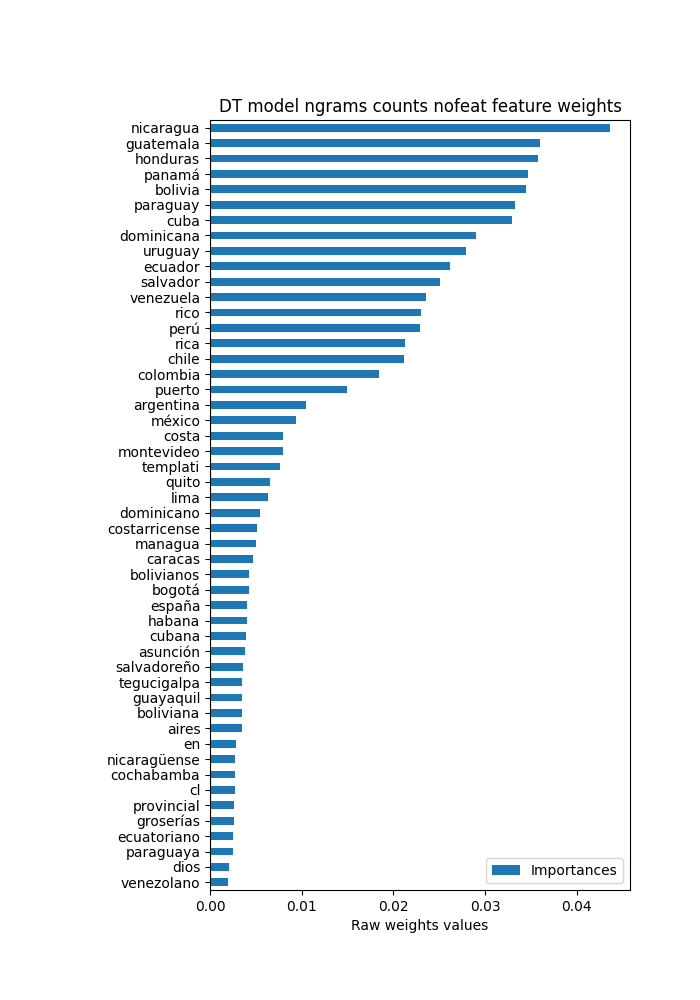 DT model ngrams counts nofeat feature weights
nicaragua
guatemala
honduras
panamá
bolivia
paraguay
cuba
dominicana
uruguay
ecuador
salvador
venezuela
rico
perú
rica
chile
colombia
puerto
argentina
méxico
costa
montevideo
templati
quito
lima
dominicano
costarricense
managua
caracas
bolivianos
bogotá
españa
habana
cubana
asunción
salvadoreño
tegucigalpa
guayaquil
boliviana
aires
en
nicaragüense
cochabamba
cl
provincial
groserías
ecuatoriano
paraguaya
dios
venezolano
Importances
0.00 0.01 0.02 0.03 0.04
Raw weights values